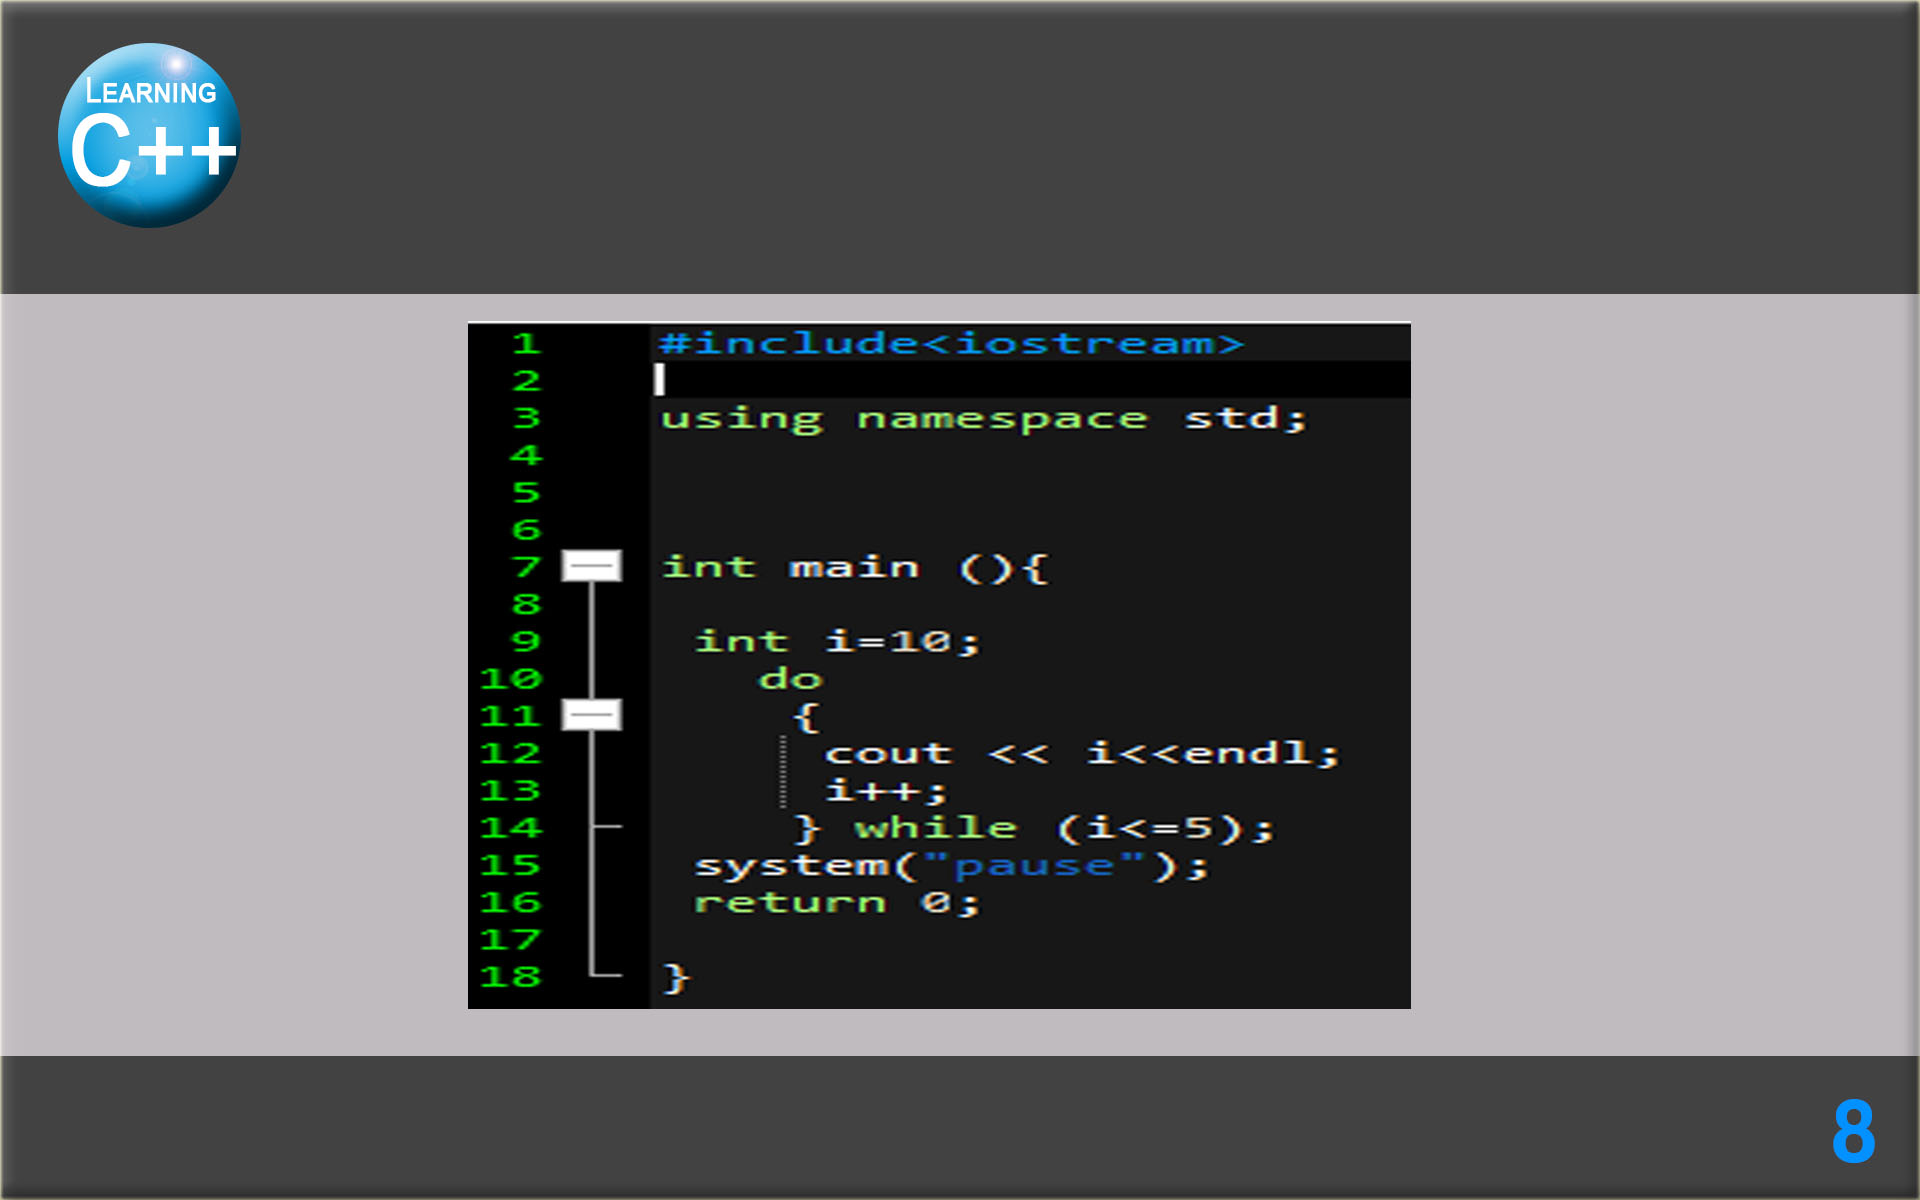 LEARNING
C++
1 #include<iostream>
2
3 using namespace std;
4
5
6
7 int main (){
8
9 int i=10;
10 do
11 {
12 cout << i<<endl;
13 i++;
14 } while (i<=5);
15 system("pause");
16 return 0;
17
18 }
8